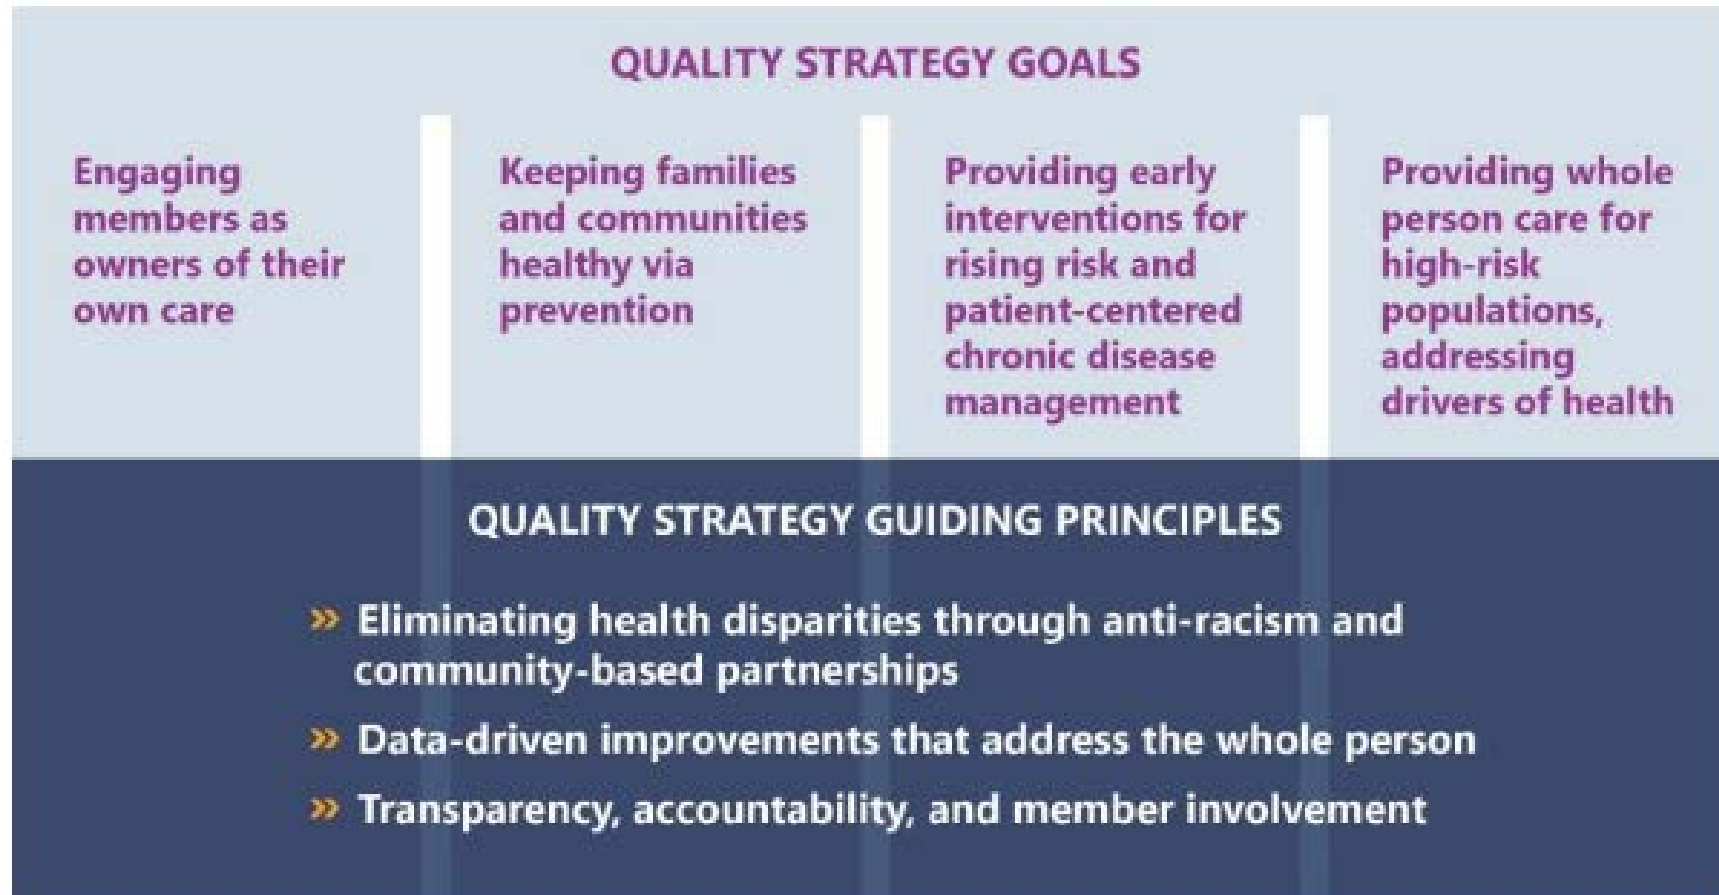 QUALITY STRATEGY GOALS
Engaging
members as
owners of their
own care
Keeping families
and communities
healthy via
prevention
Providing early
interventions for
rising risk and
patient-centered
chronic disease
management
Providing whole
person care for
high-risk
populations,
addressing
drivers of health
QUALITY STRATEGY GUIDING PRINCIPLES
» Eliminating health disparities through anti-racism and
community-based partnerships
» Data-driven improvements that address the whole person
» Transparency, accountability, and member involvement